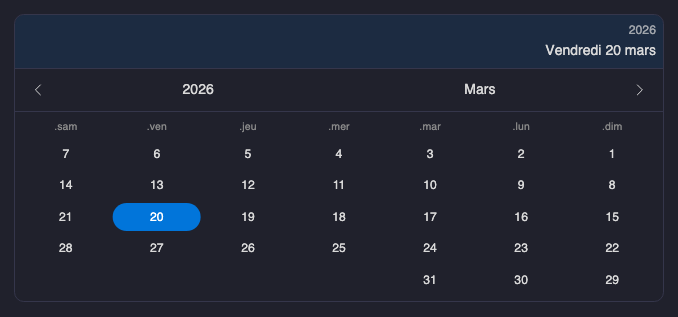 2026
Vendredi 20 mars
2026 Mars
.sam .ven .jeu .mer .mar .lun .dim
7 6 5 4 3 2 1
14 13 12 11 10 9 8
21 20 19 18 17 16 15
28 27 26 25 24 23 22
31 30 29